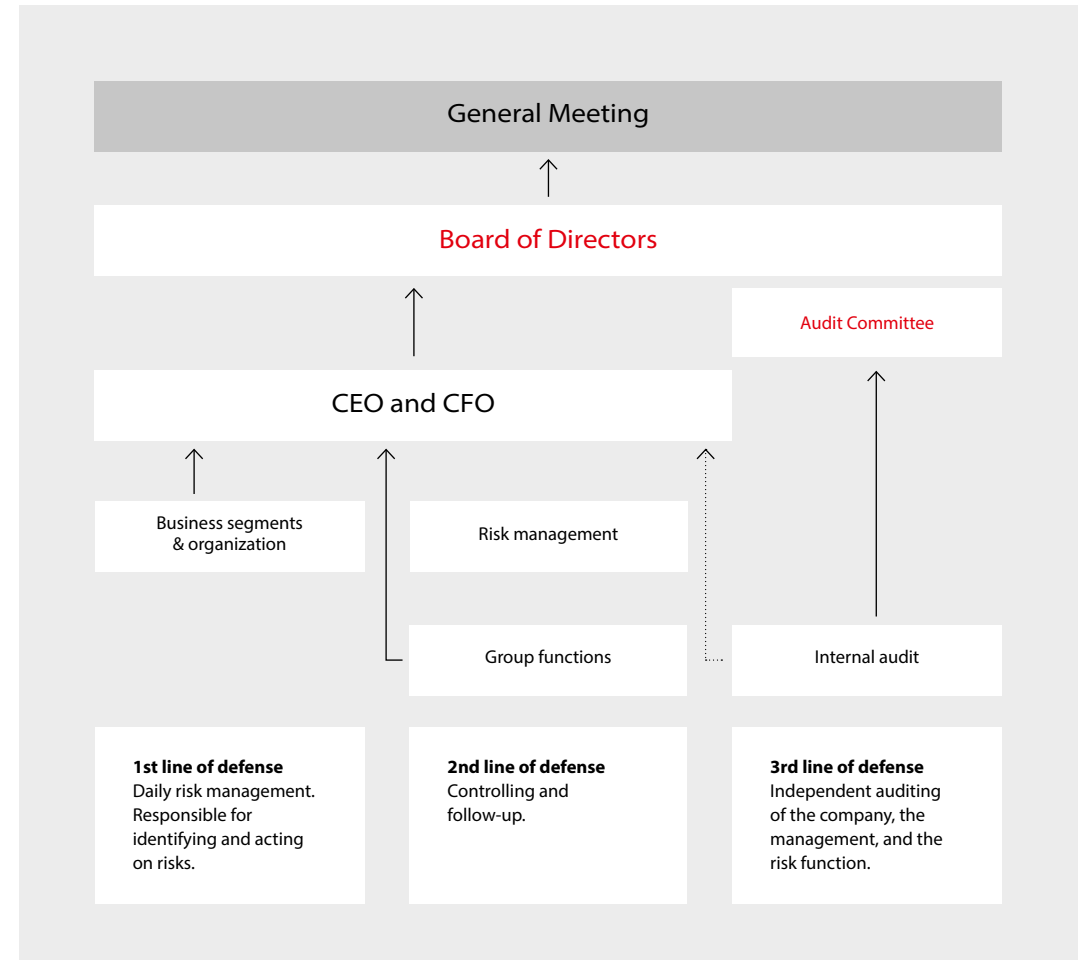 General Meeting
Board of Directors
Audit Committee
CEO and CFO
Business segments
& organization
Risk management
Group functions
Internal audit
1st line of defense
Daily risk management.
Responsible for
identifying and acting
on risks.
2nd line of defense
Controlling and
follow-up.
3rd line of defense
Independent auditing
of the company, the
management, and the
risk function.